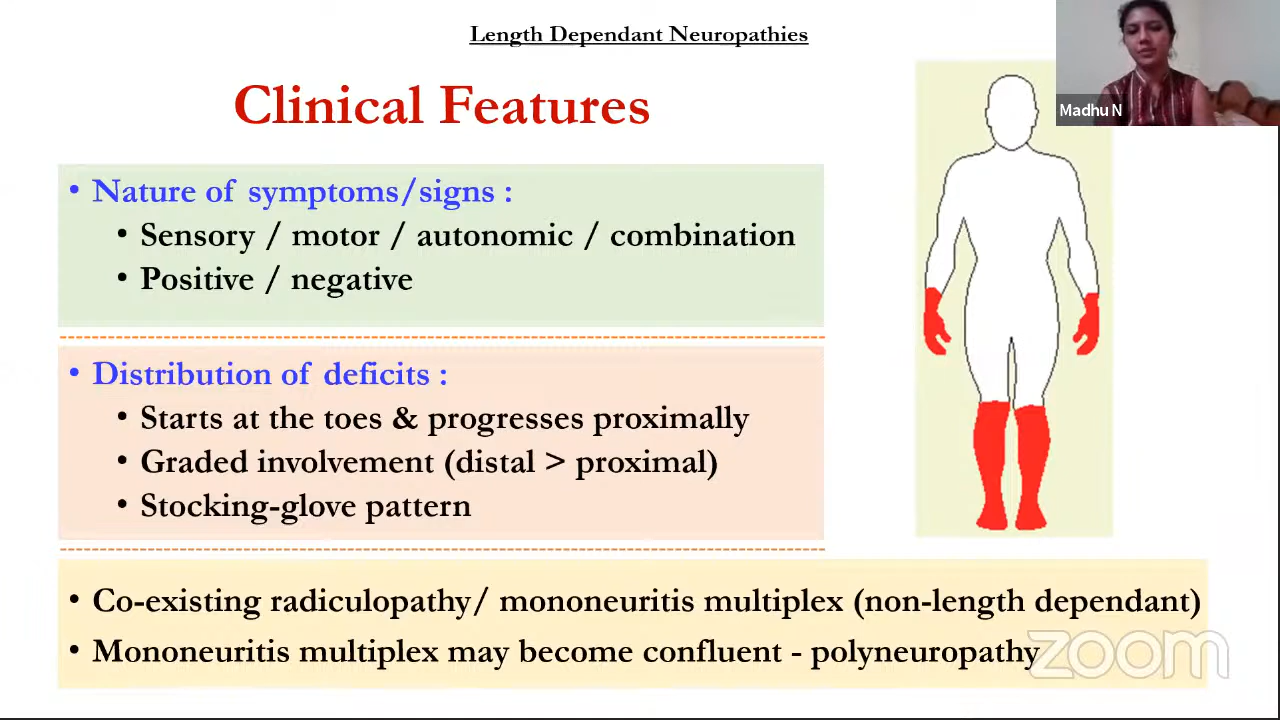 Length Dependant Neuropathies
Clinical Features
Madhu N
• Nature of symptoms/signs :
• Sensory / motor / autonomic / combination
• Positive / negative
• Distribution of deficits :
• Starts at the toes & progresses proximally
• Graded involvement (distal > proximal)
• Stocking-glove pattern
• Co-existing radiculopathy/ mononeuritis multiplex (non-length dependant)
• Mononeuritis multiplex may become confluent - polyneuropathy
zoom